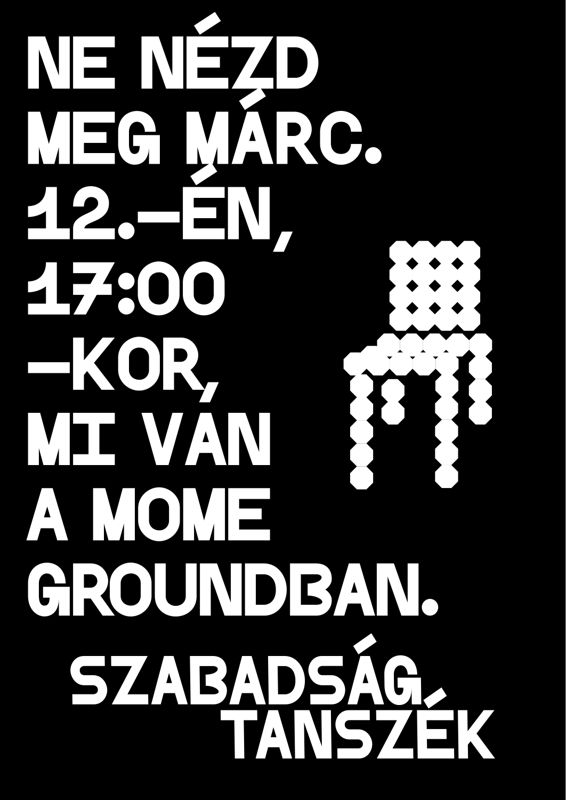 NE NÉZD
MEG MÁRC.
12.–ÉN,
17:00
–KOR,
MI VAN
A MOME
GROUNDBAN.
SZABADSÁG
TANSZÉK